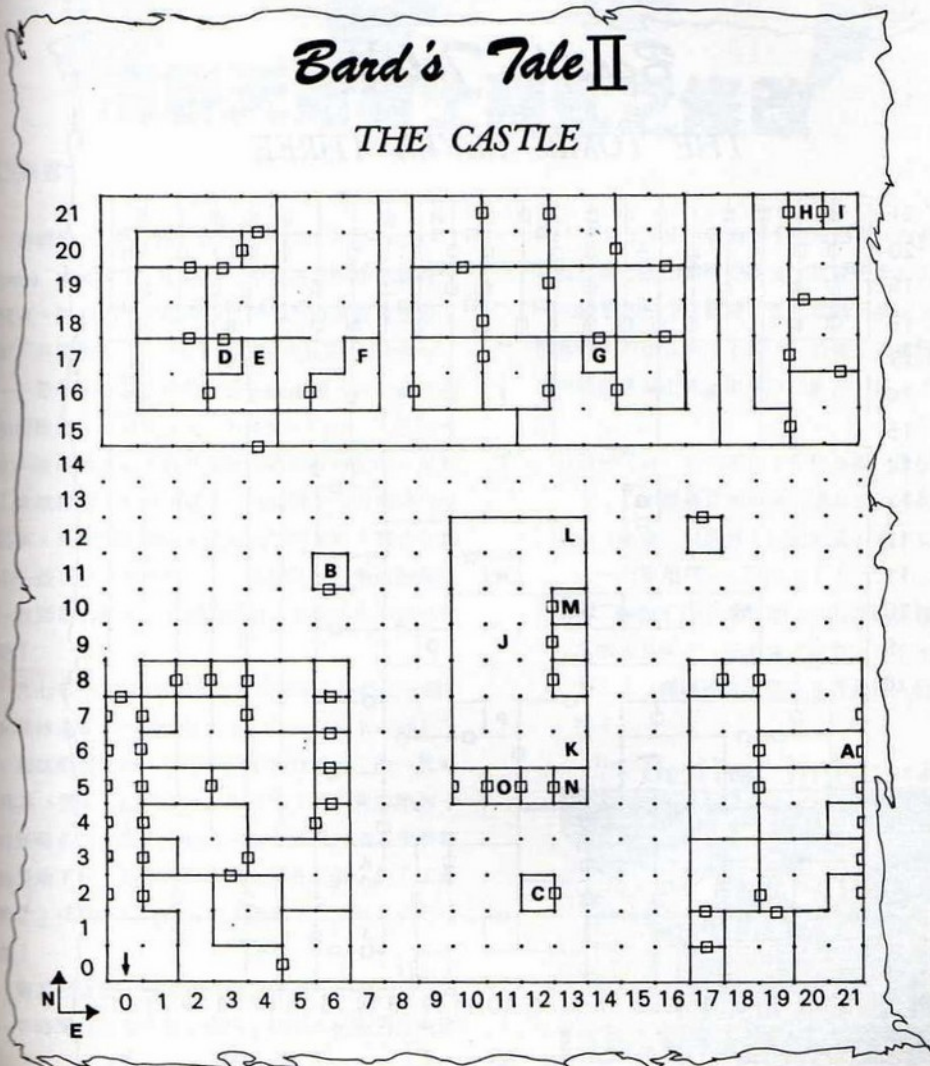 Bard's Tale II
THE CASTLE
21 H I
20
19
18
17 D E F G
16
15
14
13
12 L
11 B
10 M
9 J
8
7
6 K A
5 O N
4
3
2 C
1
0
N
E
0 1 2 3 4 5 6 7 8 9 10 11 12 13 14 15 16 17 18 19 20 21